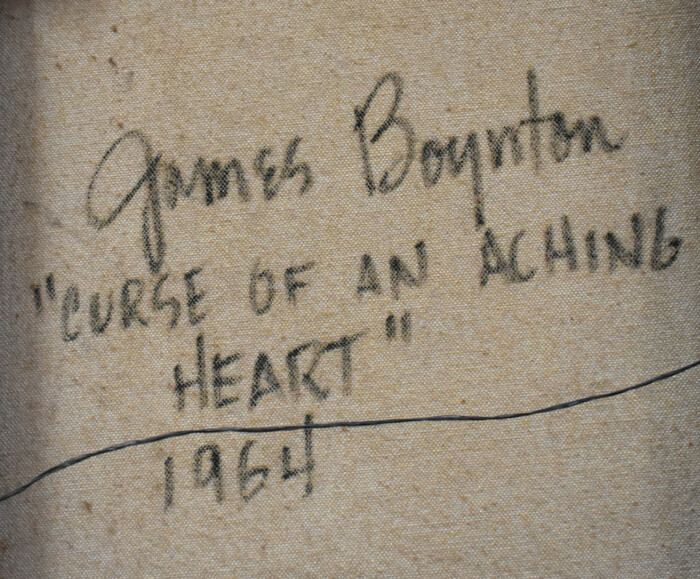 James Boynton
"CURSE OF AN ACHING
HEART"
1964